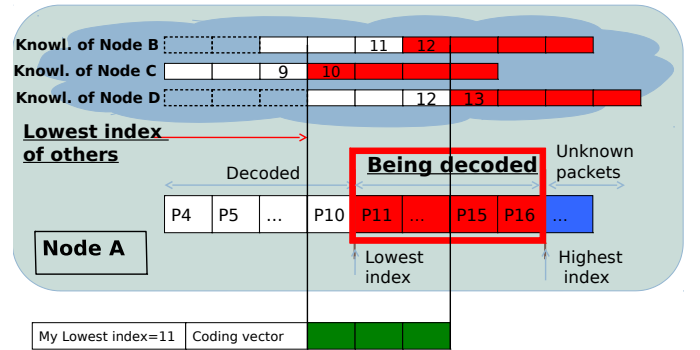 Knowl. of Node B 11 12
Knowl. of Node C 9 10
Knowl. of Node D 12 13
Lowest index
of others
Decoded
Being decoded
Unknown
packets
P4 P5 ... P10 P11 ... P15 P16 ...
Node A
Lowest
index
Highest
index
My Lowest index=11 Coding vector